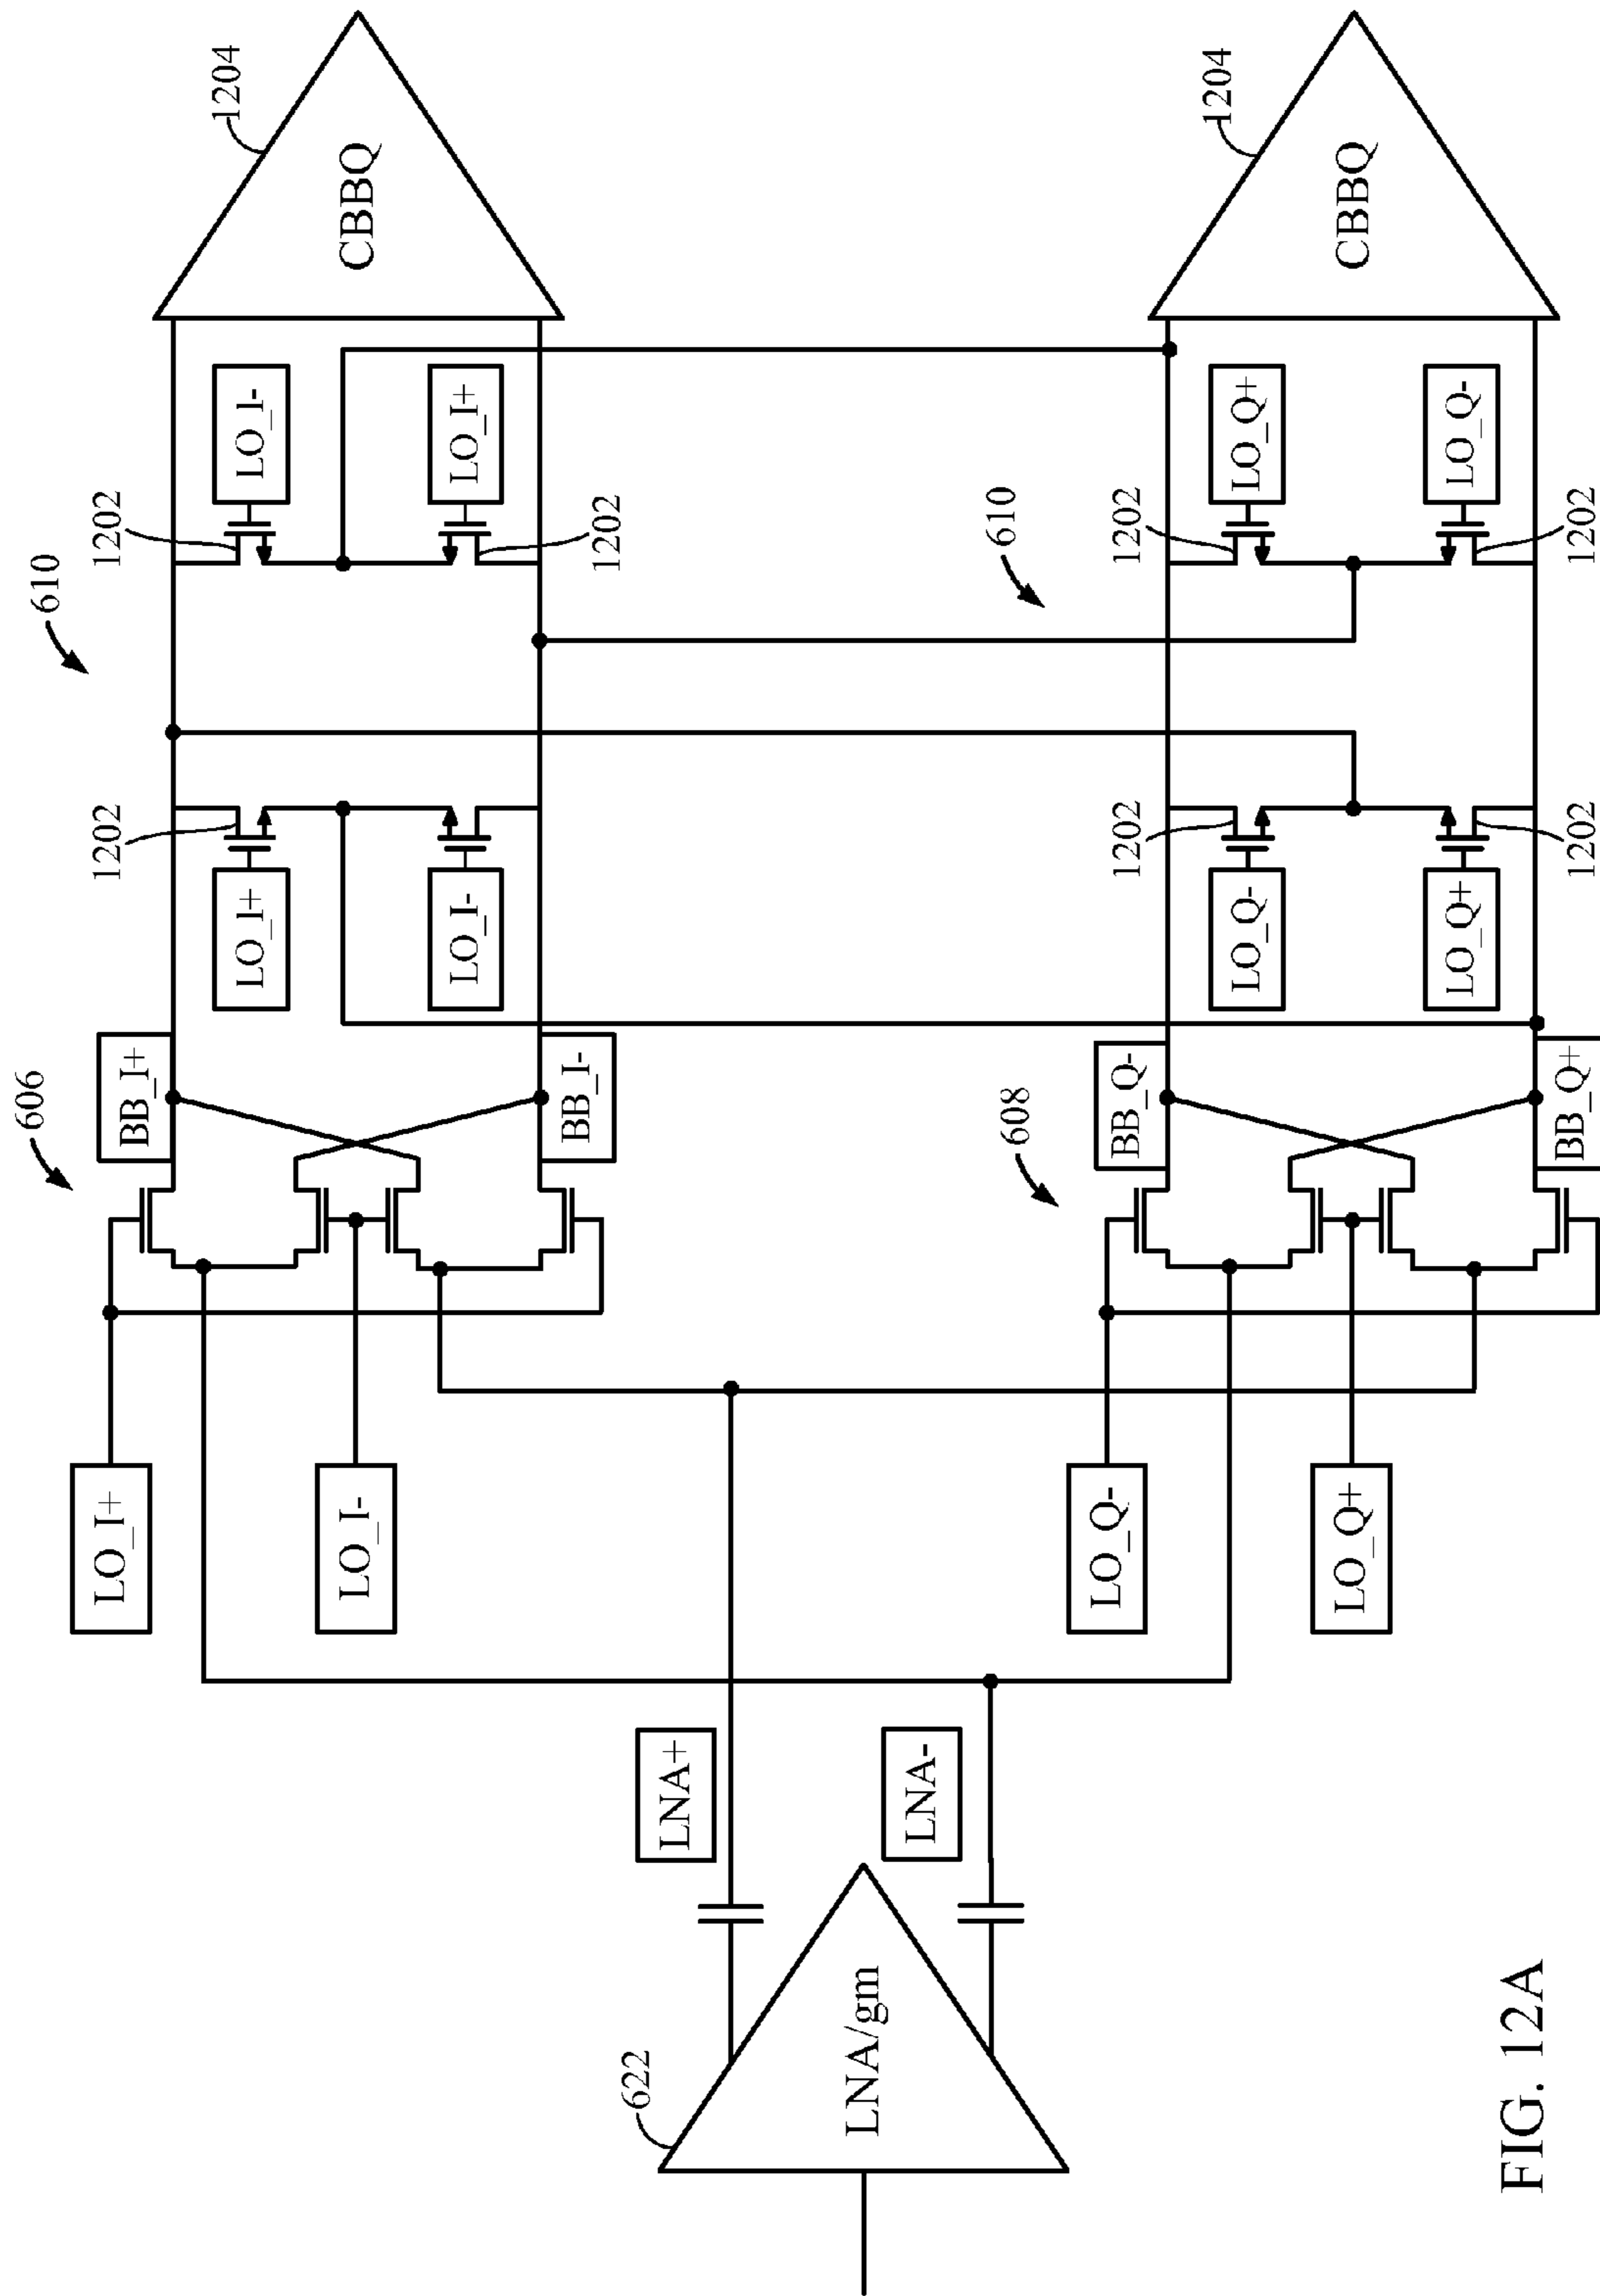 610
606
1202
1202
1204
LO_I+
BB_I+
LO_I+
LO_I-
CBBQ
LO_I-
LO_I-
LO_I+
BB_I-
1202
622
LNA+
LNA/gm
LNA-
610
608
1202
1202
1204
LO_Q-
BB_Q-
LO_Q-
LO_Q+
CBBQ
LO_Q+
LO_Q+
LO_Q-
BB_Q+
1202
1202
FIG. 12A